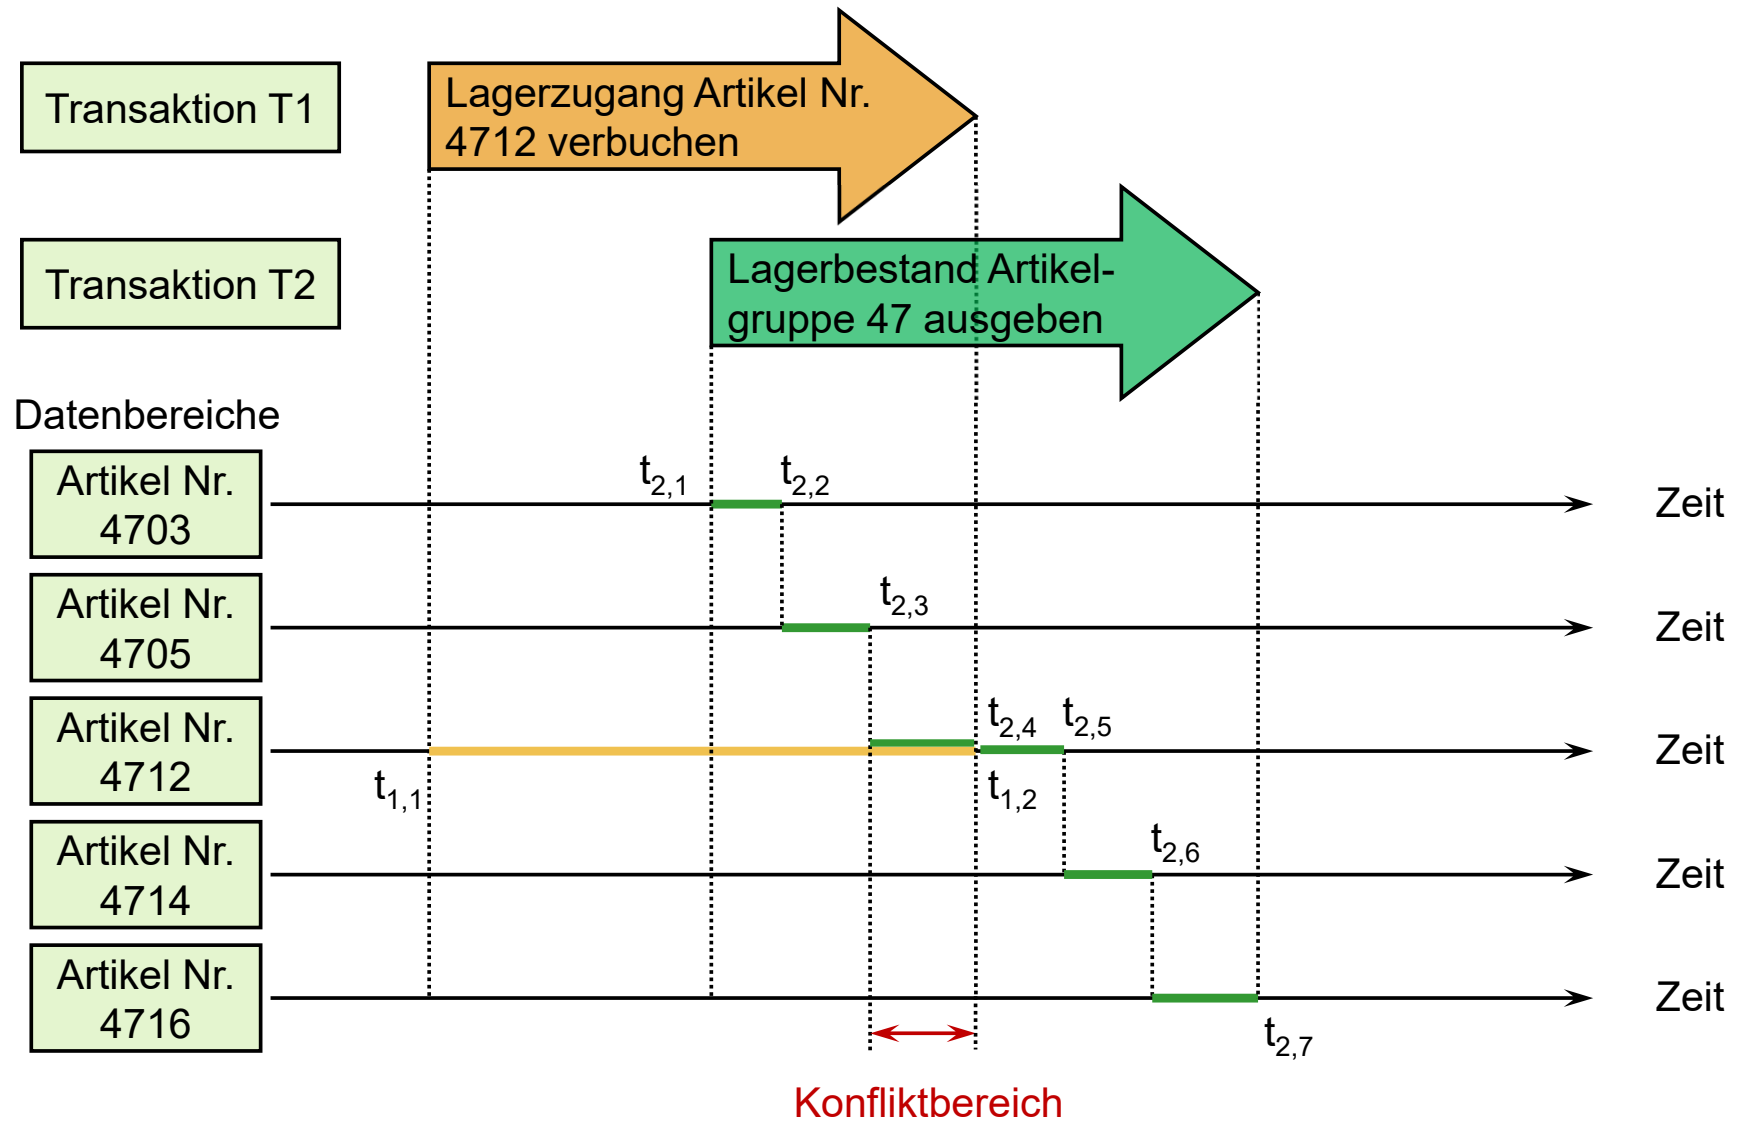 Transaktion T1
Lagerzugang Artikel Nr.
4712 verbuchen
Transaktion T2
Lagerbestand Artikel-
gruppe 47 ausgeben
Datenbereiche
Artikel Nr.
4703
t2,1
t2,2
Zeit
Artikel Nr.
4705
t2,3
Zeit
Artikel Nr.
4712
t1,1
t2,4
t2,5
t1,2
Zeit
Artikel Nr.
4714
t2,6
Zeit
Artikel Nr.
4716
t2,7
Zeit
Konfliktbereich